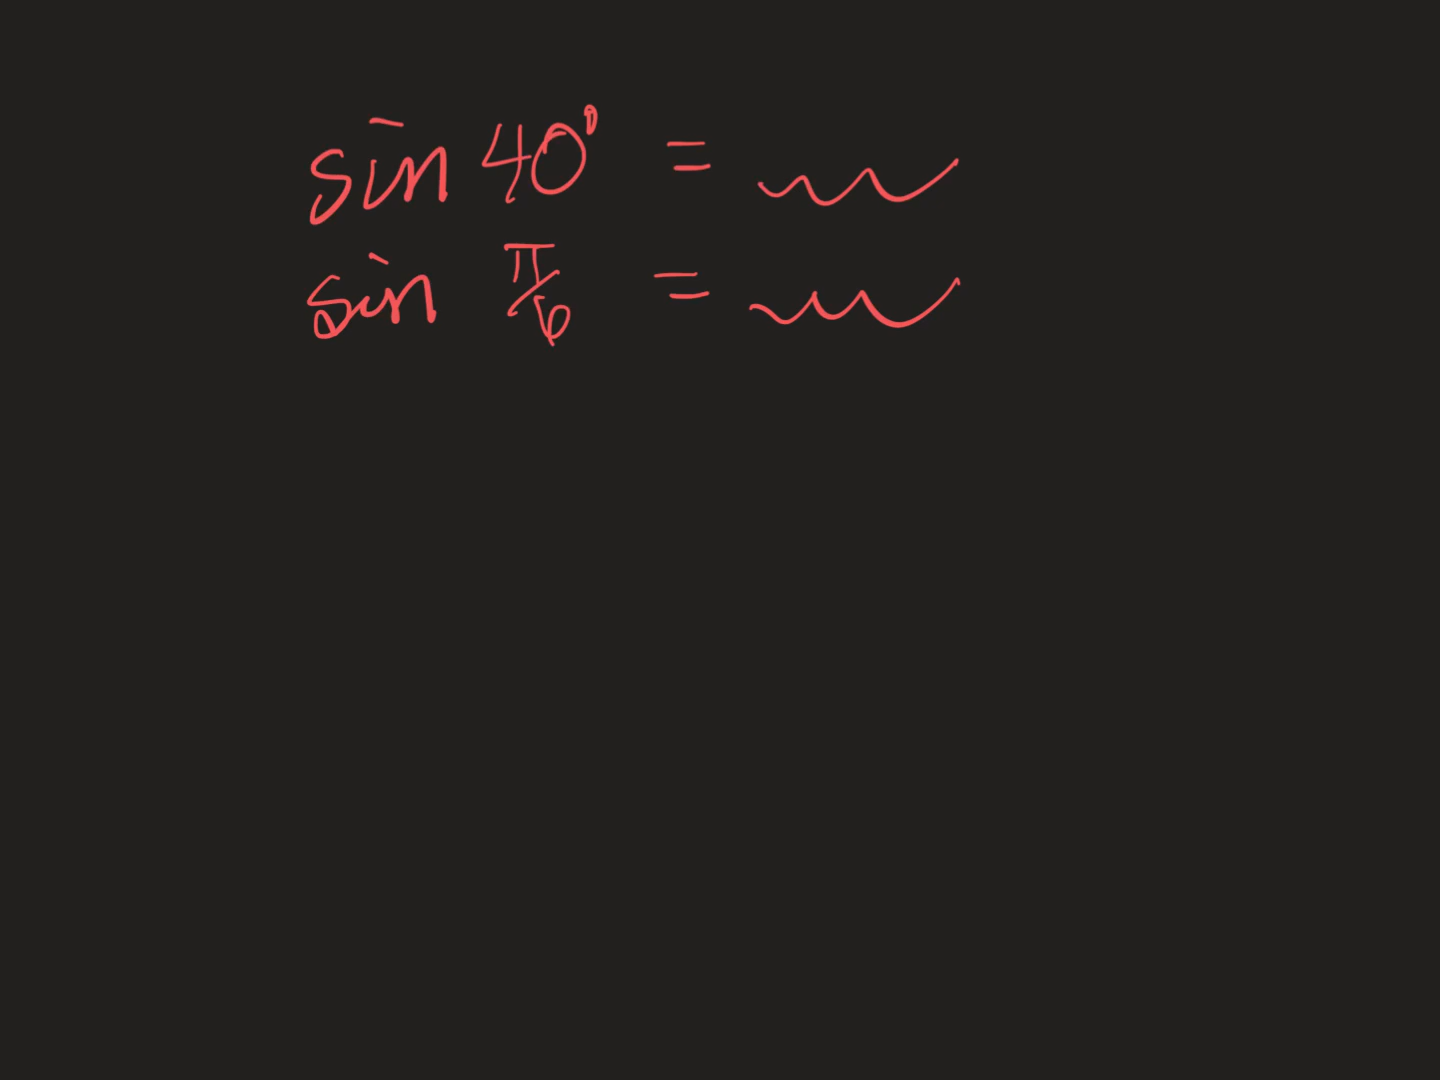 sin 40° =
sin π/6 =